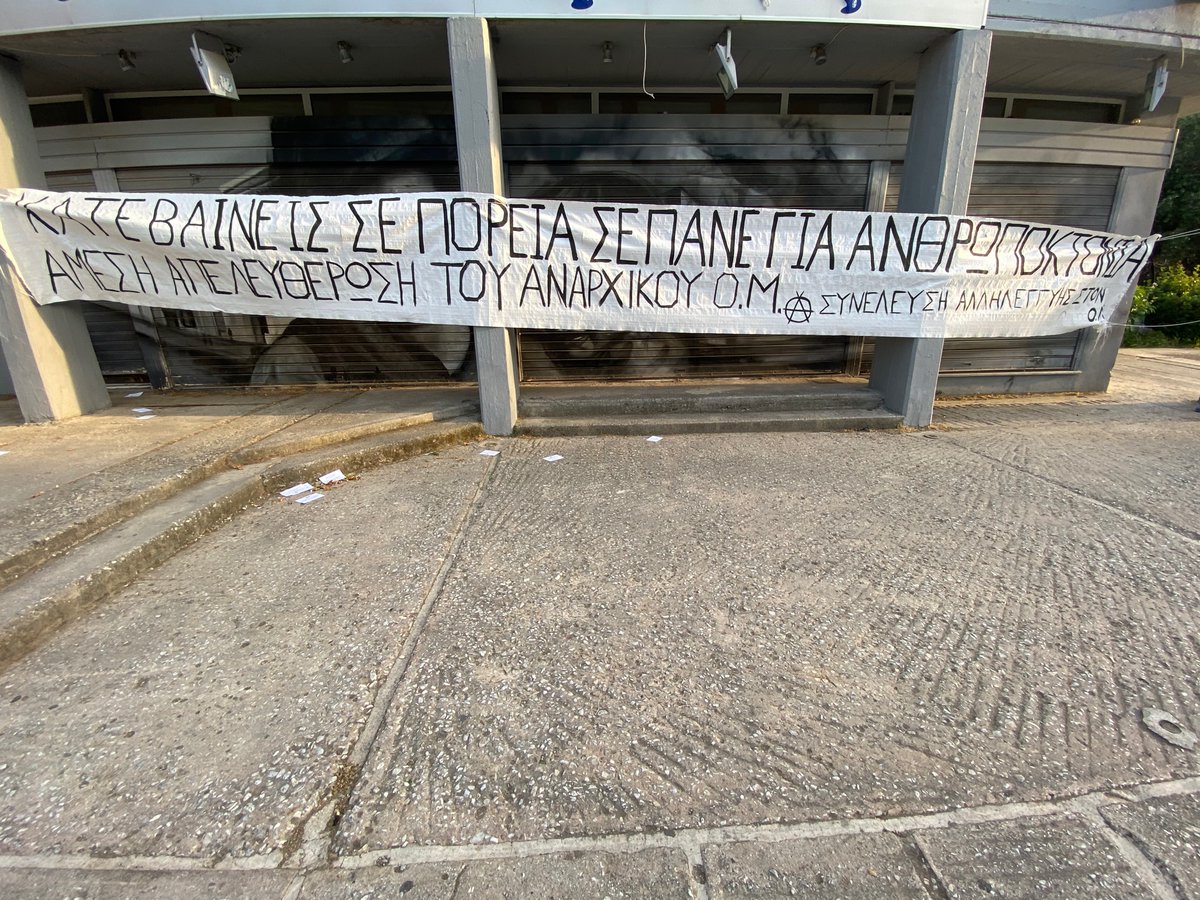 ΚΑΤΕΒΑΙΝΕΙΣ ΣΕ ΠΟΡΕΙΑ ΣΕ ΠΑΝΕ ΓΙΑ ΑΝΘΡΩΠΟΚΤΟΝΙΑ
ΑΜΕΣΗ ΑΠΕΛΕΥΘΕΡΩΣΗ ΤΟΥ ΑΝΑΡΧΙΚΟΥ Ο.Μ. ΣΥΝΕΛΕΥΣΗ ΑΛΛΗΛΕΓΓΥΗΣ ΣΤΟΝ
Ο.Μ.